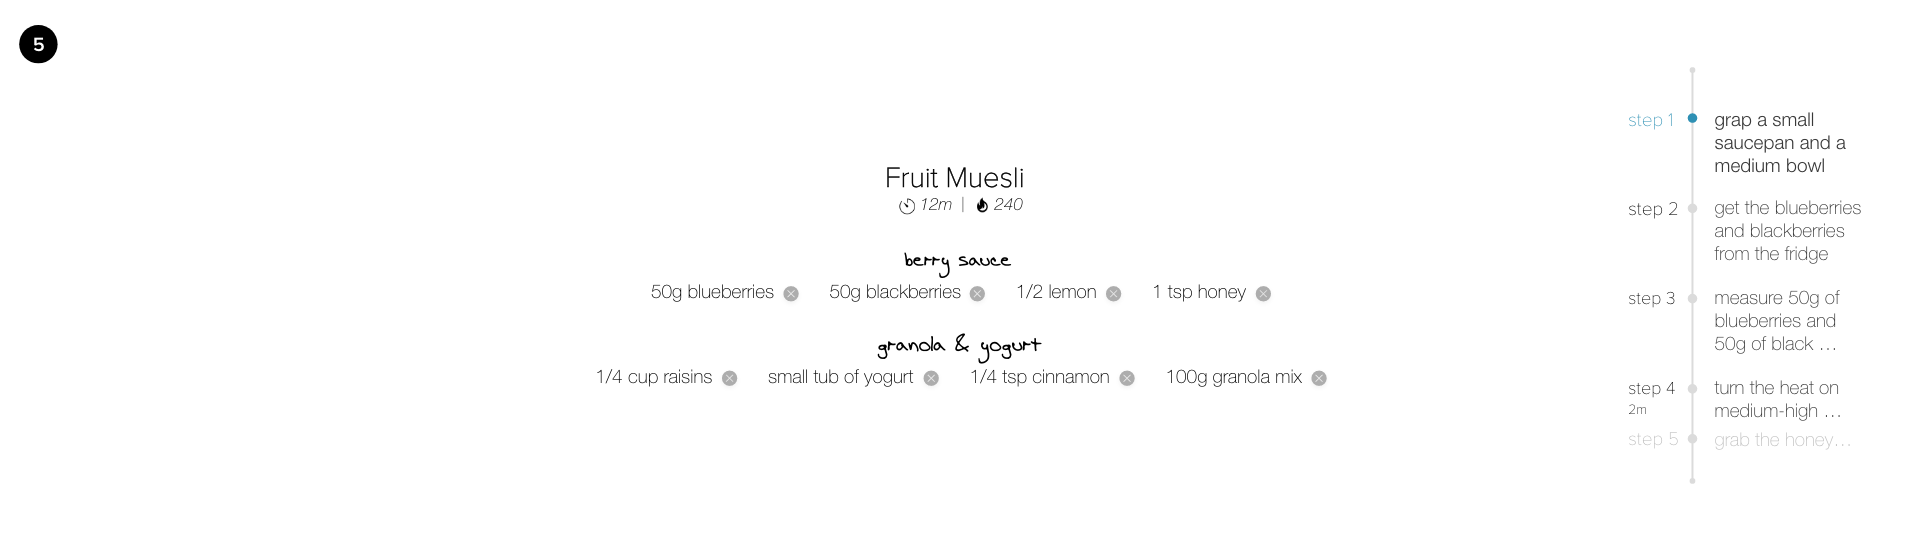 5
Fruit Muesli
12m | 240
berry sauce
50g blueberries 50g blackberries 1/2 lemon 1 tsp honey
granola & yogurt
1/4 cup raisins small tub of yogurt 1/4 tsp cinnamon 100g granola mix
step 1 grap a small
saucepan and a
medium bowl
step 2 get the blueberries
and blackberries
from the fridge
step 3 measure 50g of
blueberries and
50g of black ...
step 4 turn the heat on
2m medium-high ...
step 5 grab the honey...